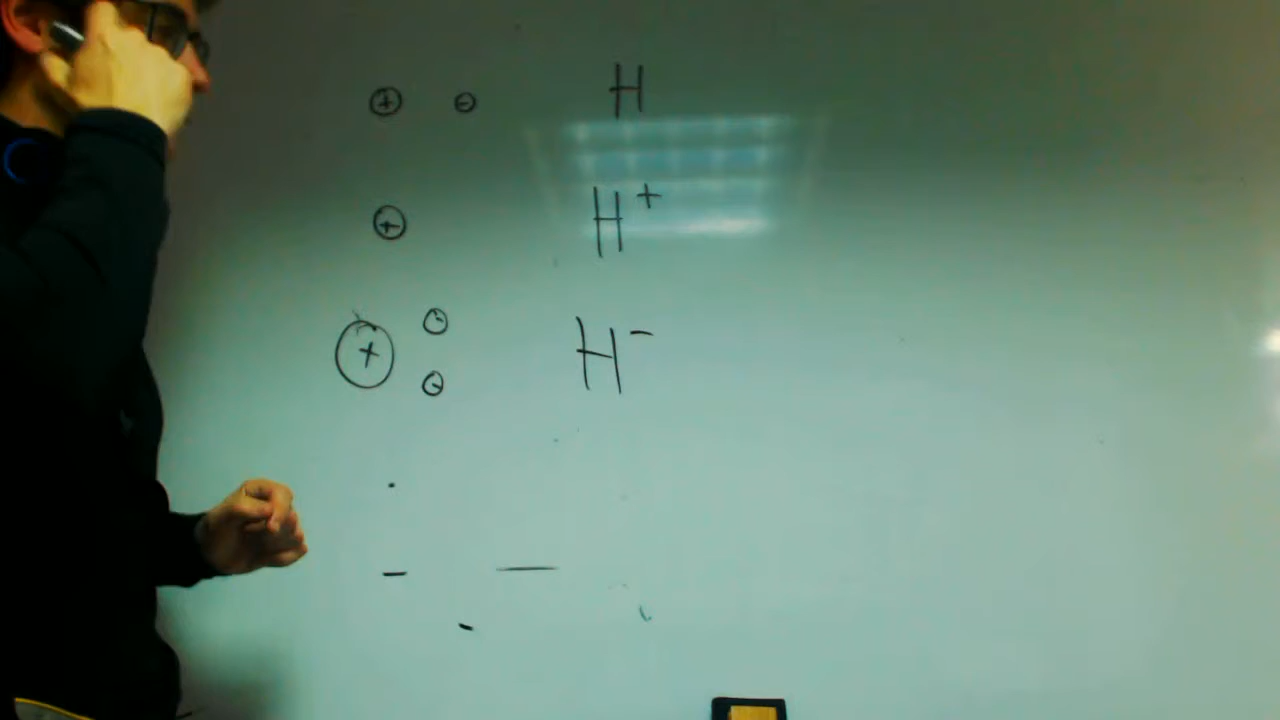 ⊕ ⊖ H
⊕ H⁺
⊕ ⊖ ⊖ H⁻